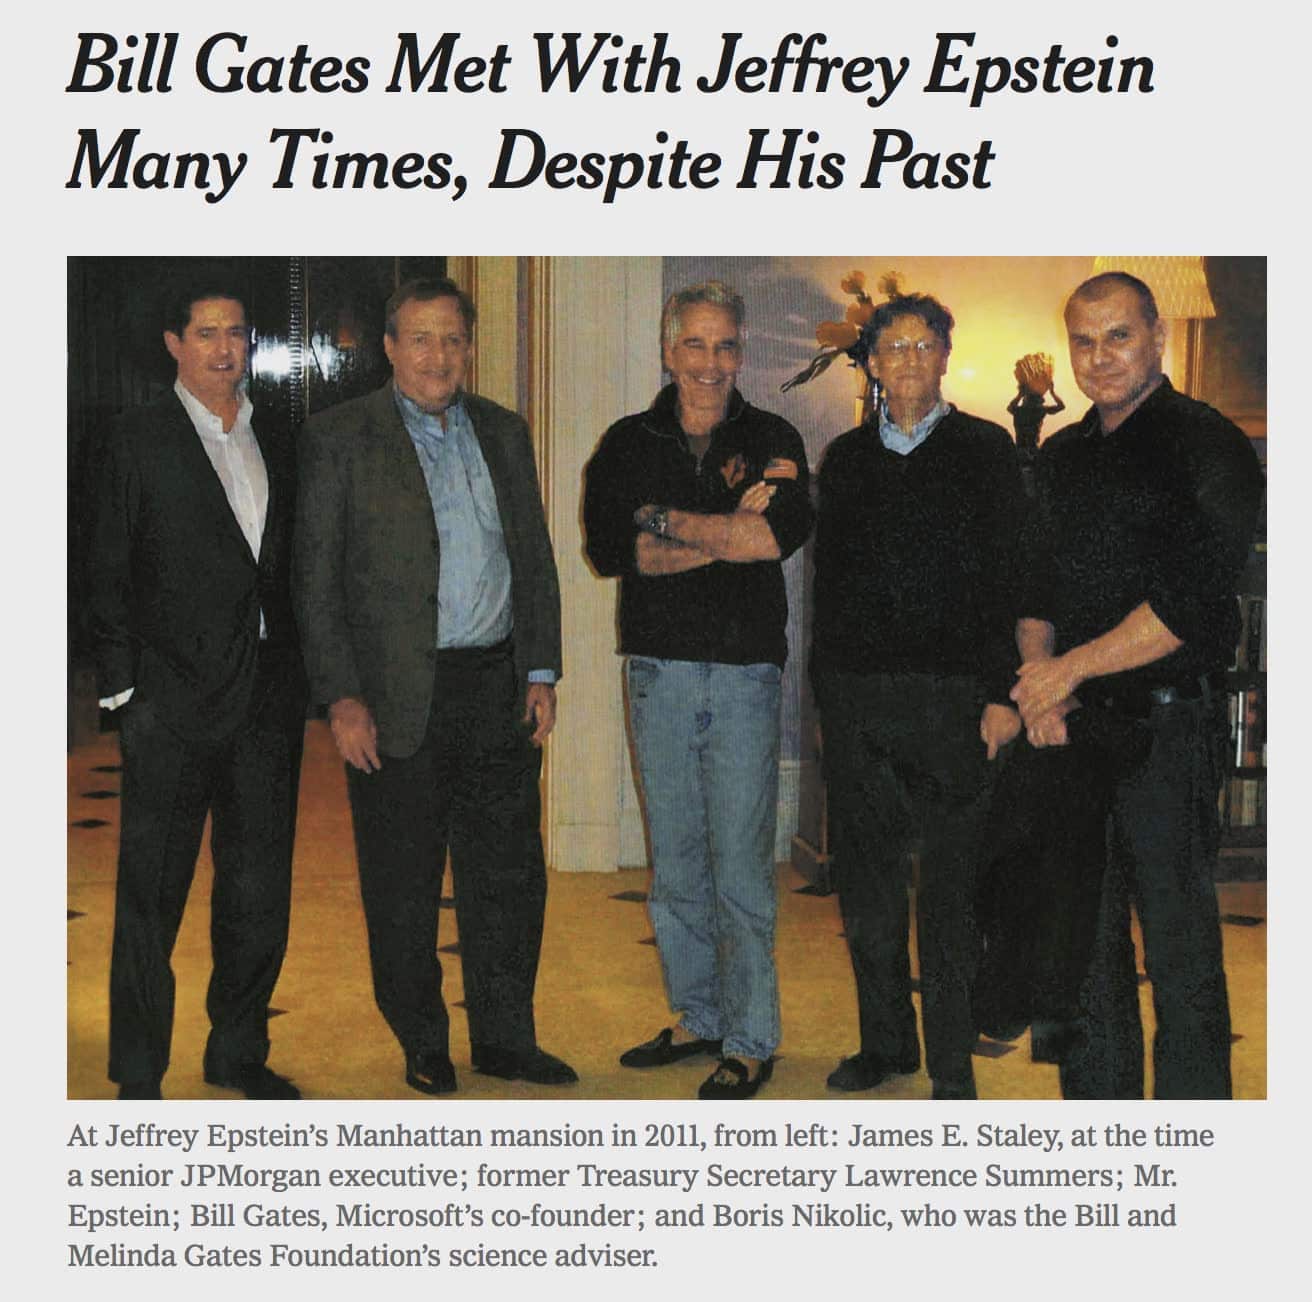 Bill Gates Met With Jeffrey Epstein
Many Times, Despite His Past
At Jeffrey Epstein’s Manhattan mansion in 2011, from left: James E. Staley, at the time
a senior JPMorgan executive; former Treasury Secretary Lawrence Summers; Mr.
Epstein; Bill Gates, Microsoft’s co-founder; and Boris Nikolic, who was the Bill and
Melinda Gates Foundation’s science adviser.